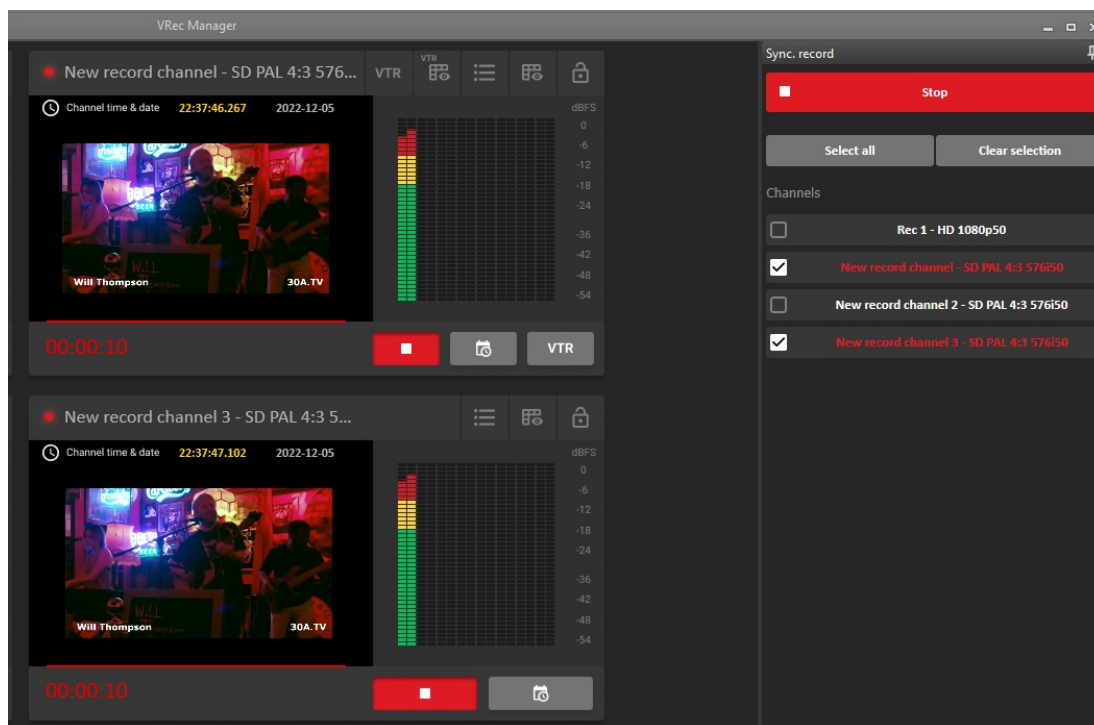 VRec Manager
New record channel - SD PAL 4:3 576...
VTR
VTR
Channel time & date 22:37:46.267 2022-12-05
dBFS
0
-6
-12
-18
-24
-36
-42
-48
-54
WiLL
Will Thompson 30A.TV
00:00:10
VTR
New record channel 3 - SD PAL 4:3 5...
Channel time & date 22:37:47.102 2022-12-05
dBFS
0
-6
-12
-18
-24
-36
-42
-48
-54
WiLL
Will Thompson 30A.TV
00:00:10
Sync. record
Stop
Select all Clear selection
Channels
Rec 1 - HD 1080p50
New record channel - SD PAL 4:3 576i50
New record channel 2 - SD PAL 4:3 576i50
New record channel 3 - SD PAL 4:3 576i50